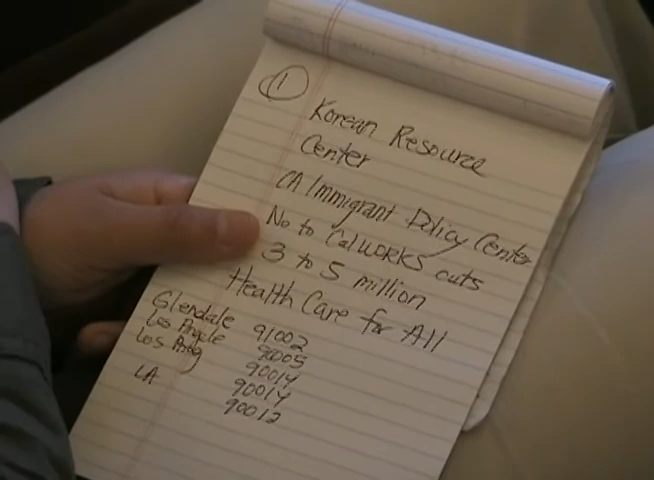 1
Korean Resource
Center
CA Immigrant Policy Center
No to CalWORKs cuts
3 to 5 million
Health Care for All
Glendale 91002
Los Angele 90005
Los Ang 90014
90014
LA 90012